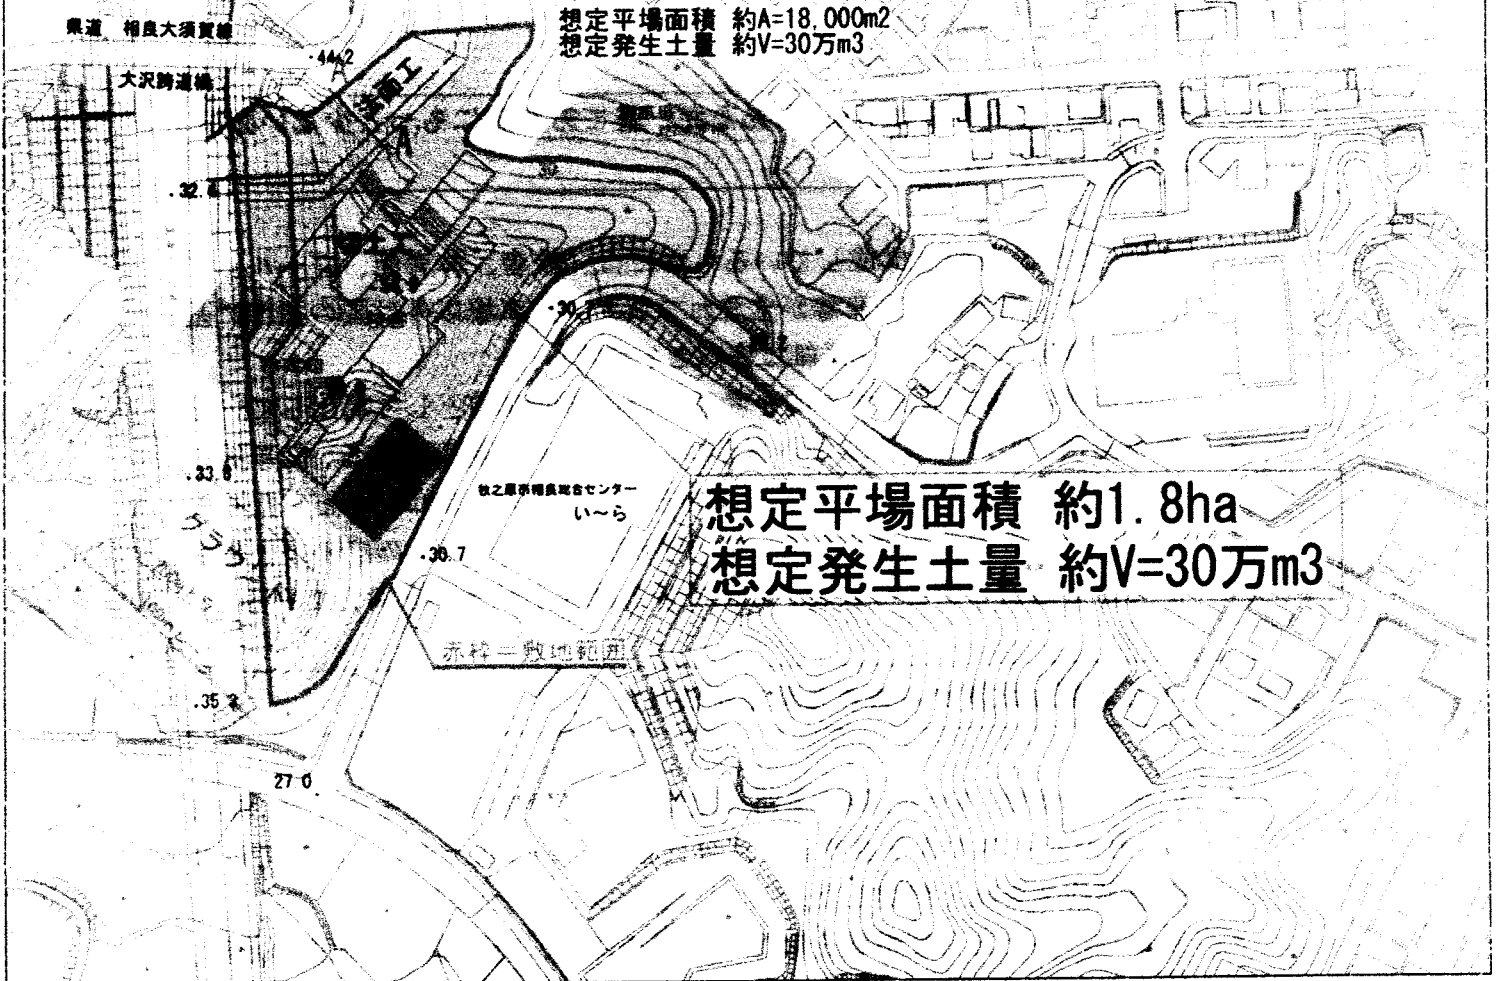 想定平場面積 約A=18,000m2
想定発生土量 約V=30万m3
県道 相良大須賀線
.44.2
大沢跨道橋
法面工
.32.
.30.
.33.8
牧之原市相良総合センター
い〜ら
想定平場面積 約1.8ha
想定発生土量 約V=30万m3
.30.7
赤枠=敷地範囲
.35
27 0